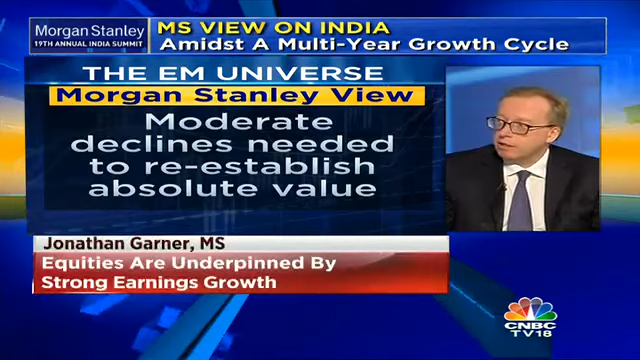 Morgan Stanley
19TH ANNUAL INDIA SUMMIT
MS VIEW ON INDIA
Amidst A Multi-Year Growth Cycle
THE EM UNIVERSE
Morgan Stanley View
Moderate
declines needed
to re-establish
absolute value
Jonathan Garner, MS
Equities Are Underpinned By
Strong Earnings Growth
CNBC
TV18